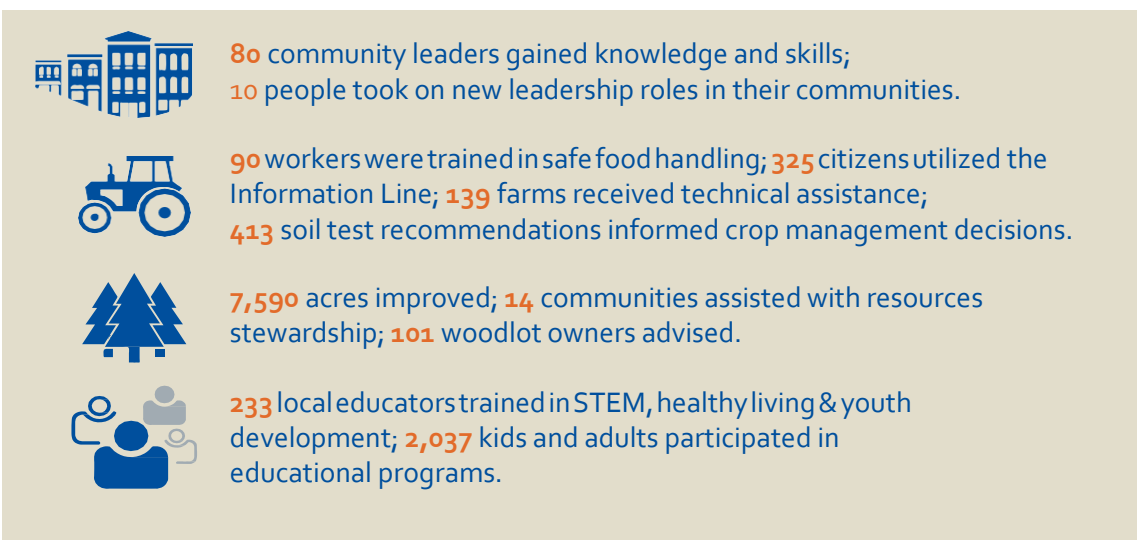 80 community leaders gained knowledge and skills;
10 people took on new leadership roles in their communities.
90 workers were trained in safe food handling; 325 citizens utilized the
Information Line; 139 farms received technical assistance;
413 soil test recommendations informed crop management decisions.
7,590 acres improved; 14 communities assisted with resources
stewardship; 101 woodlot owners advised.
233 local educators trained in STEM, healthy living & youth
development; 2,037 kids and adults participated in
educational programs.